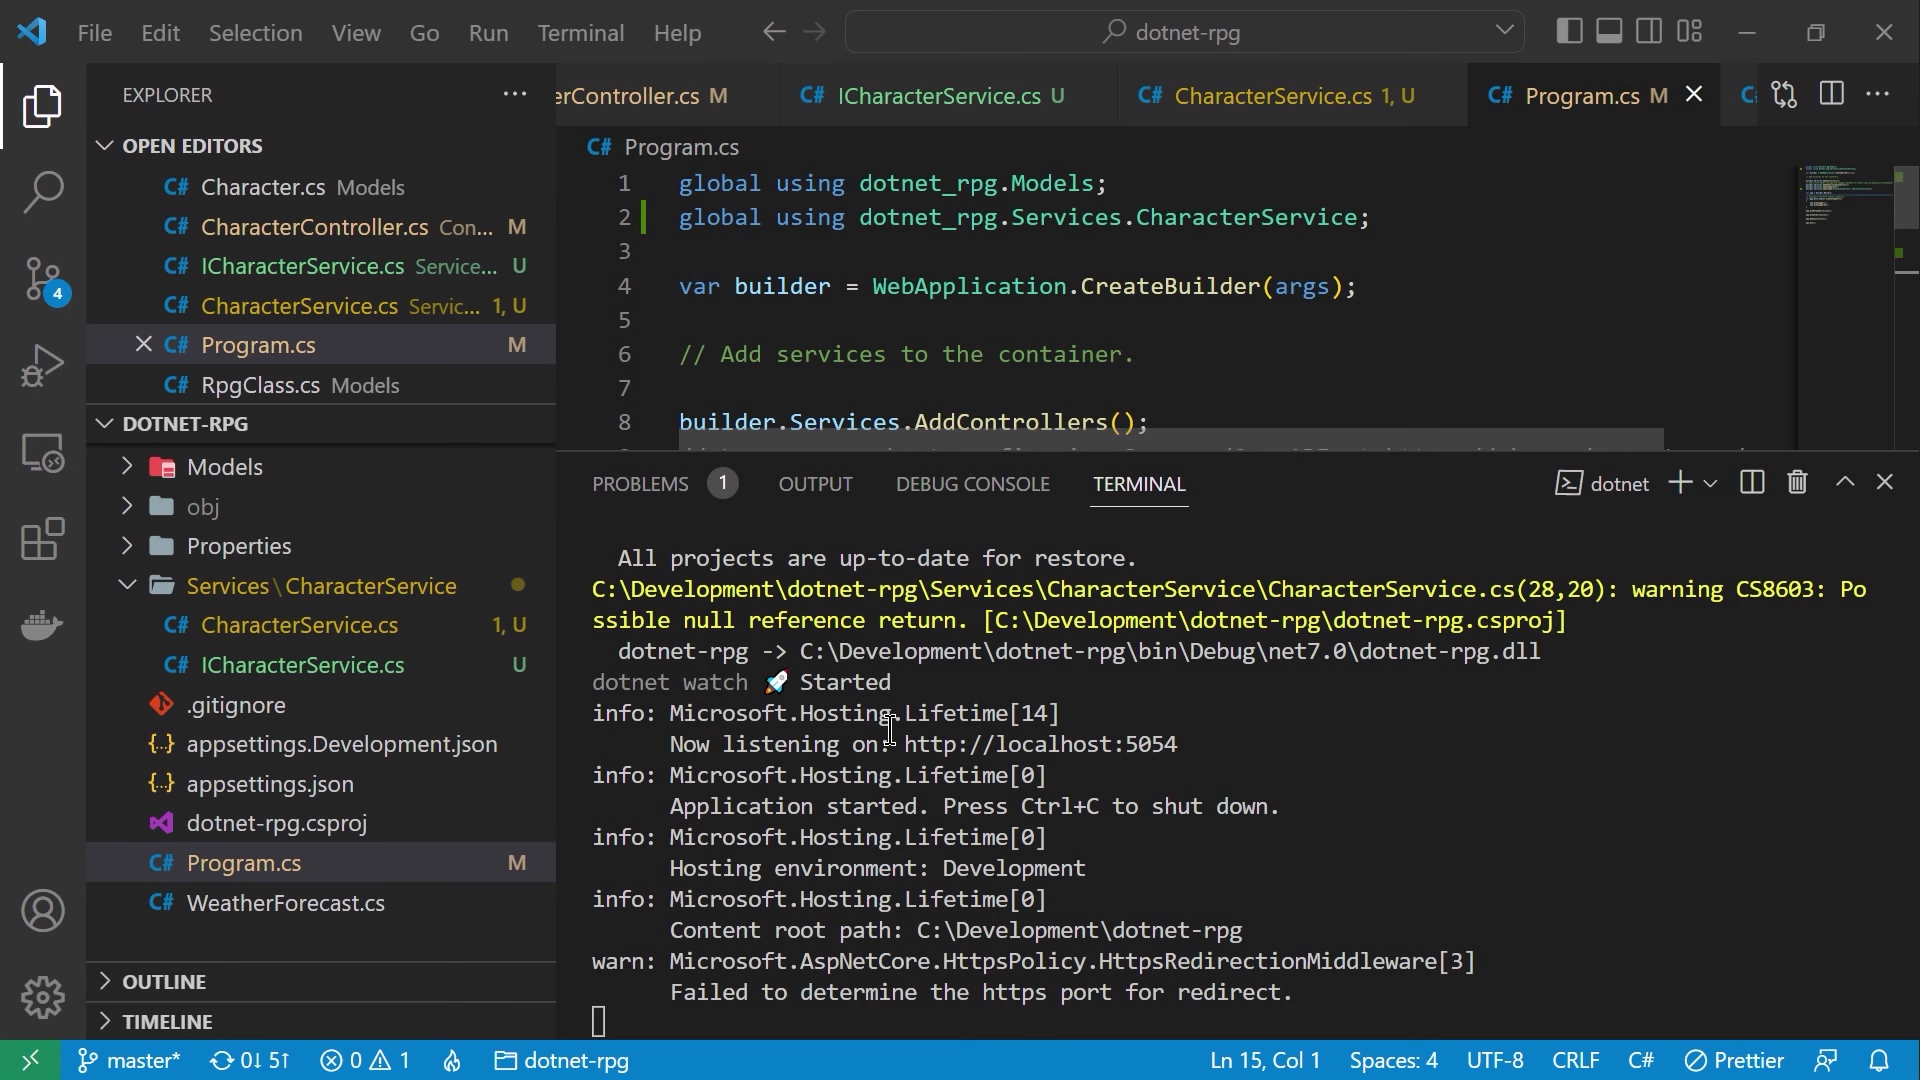 File Edit Selection View Go Run Terminal Help
dotnet-rpg
EXPLORER
OPEN EDITORS
C# Character.cs Models
C# CharacterController.cs Con... M
C# ICharacterService.cs Service... U
C# CharacterService.cs Servic... 1, U
C# Program.cs M
C# RpgClass.cs Models
DOTNET-RPG
Models
obj
Properties
Services\CharacterService
C# CharacterService.cs 1, U
C# ICharacterService.cs U
.gitignore
{..} appsettings.Development.json
{..} appsettings.json
dotnet-rpg.csproj
C# Program.cs M
C# WeatherForecast.cs
OUTLINE
TIMELINE
4
erController.cs M
C# ICharacterService.cs U
C# CharacterService.cs 1, U
C# Program.cs M
C# Program.cs
1 global using dotnet_rpg.Models;
2 global using dotnet_rpg.Services.CharacterService;
3
4 var builder = WebApplication.CreateBuilder(args);
5
6 // Add services to the container.
7
8 builder.Services.AddControllers();
PROBLEMS 1 OUTPUT DEBUG CONSOLE TERMINAL
dotnet
All projects are up-to-date for restore.
C:\Development\dotnet-rpg\Services\CharacterService\CharacterService.cs(28,20): warning CS8603: Po
ssible null reference return. [C:\Development\dotnet-rpg\dotnet-rpg.csproj]
dotnet-rpg -> C:\Development\dotnet-rpg\bin\Debug\net7.0\dotnet-rpg.dll
dotnet watch 🚀 Started
info: Microsoft.Hosting.Lifetime[14]
Now listening on: http://localhost:5054
info: Microsoft.Hosting.Lifetime[0]
Application started. Press Ctrl+C to shut down.
info: Microsoft.Hosting.Lifetime[0]
Hosting environment: Development
info: Microsoft.Hosting.Lifetime[0]
Content root path: C:\Development\dotnet-rpg
warn: Microsoft.AspNetCore.HttpsPolicy.HttpsRedirectionMiddleware[3]
Failed to determine the https port for redirect.
master* 0↓ 5↑ 0 1 dotnet-rpg
Ln 15, Col 1 Spaces: 4 UTF-8 CRLF C# Prettier